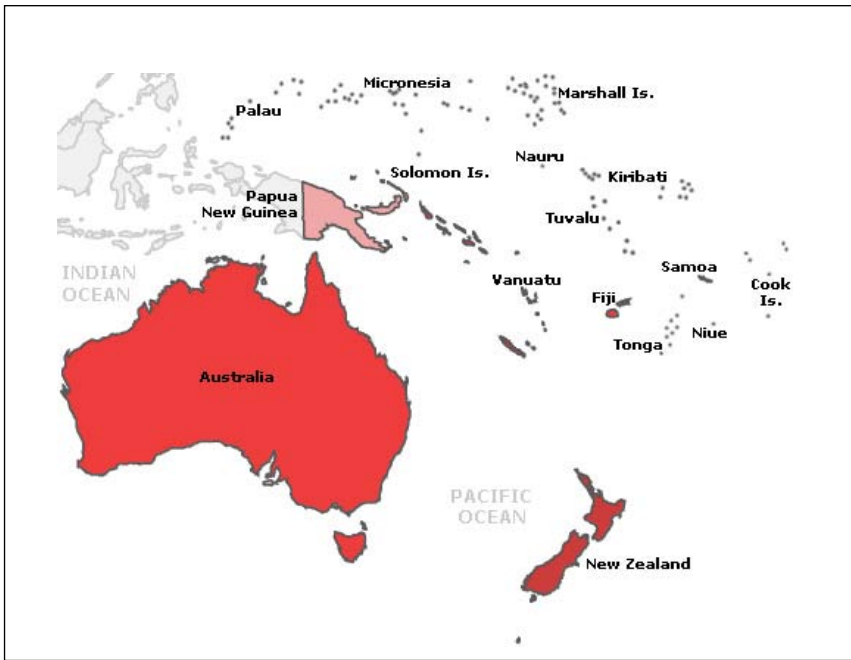 Micronesia
Marshall Is.
Palau
Nauru
Solomon Is.
Kiribati
Papua
New Guinea
Tuvalu
INDIAN
OCEAN
Samoa
Vanuatu
Cook
Is.
Fiji
Niue
Tonga
Australia
PACIFIC
OCEAN
New Zealand